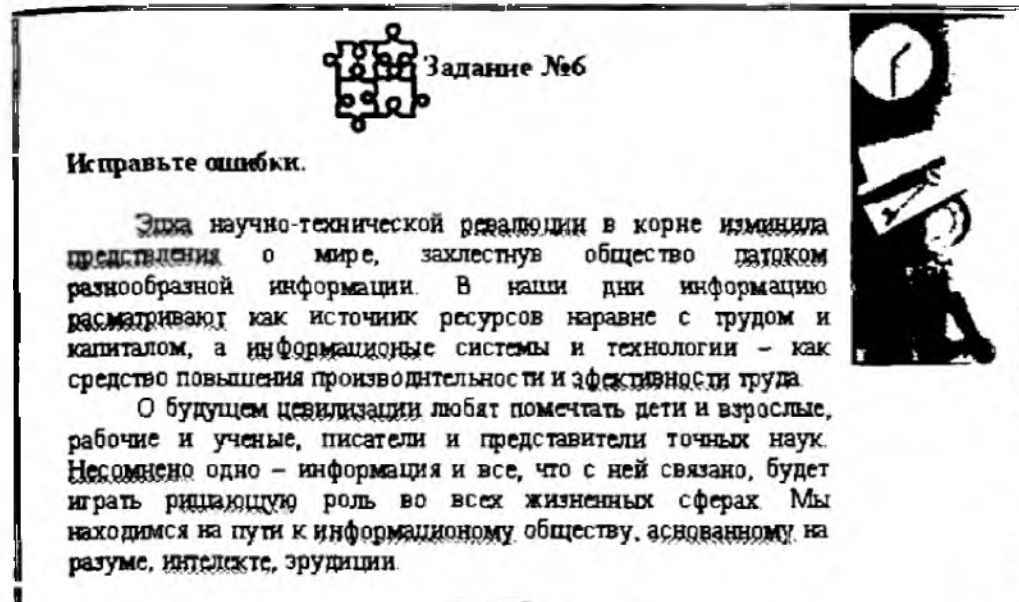 Задание №6
Исправьте ошибки.
Эпха научно-технической ревалюции в корне изминила
предствления о мире, захлестнув общество патоком
разнообразной информации. В наши дни информацию
расматривают как источник ресурсов наравне с трудом и
капиталом, а информационые системы и технологии – как
средство повышения производительности и эфективности труда.
О будущем цевилизации любят помечтать дети и взрослые,
рабочие и ученые, писатели и представители точных наук.
Несомнено одно – информация и все, что с ней связано, будет
играть ришающую роль во всех жизненных сферах. Мы
находимся на пути к информационому обществу, аснованному на
разуме, интелекте, эрудиции.